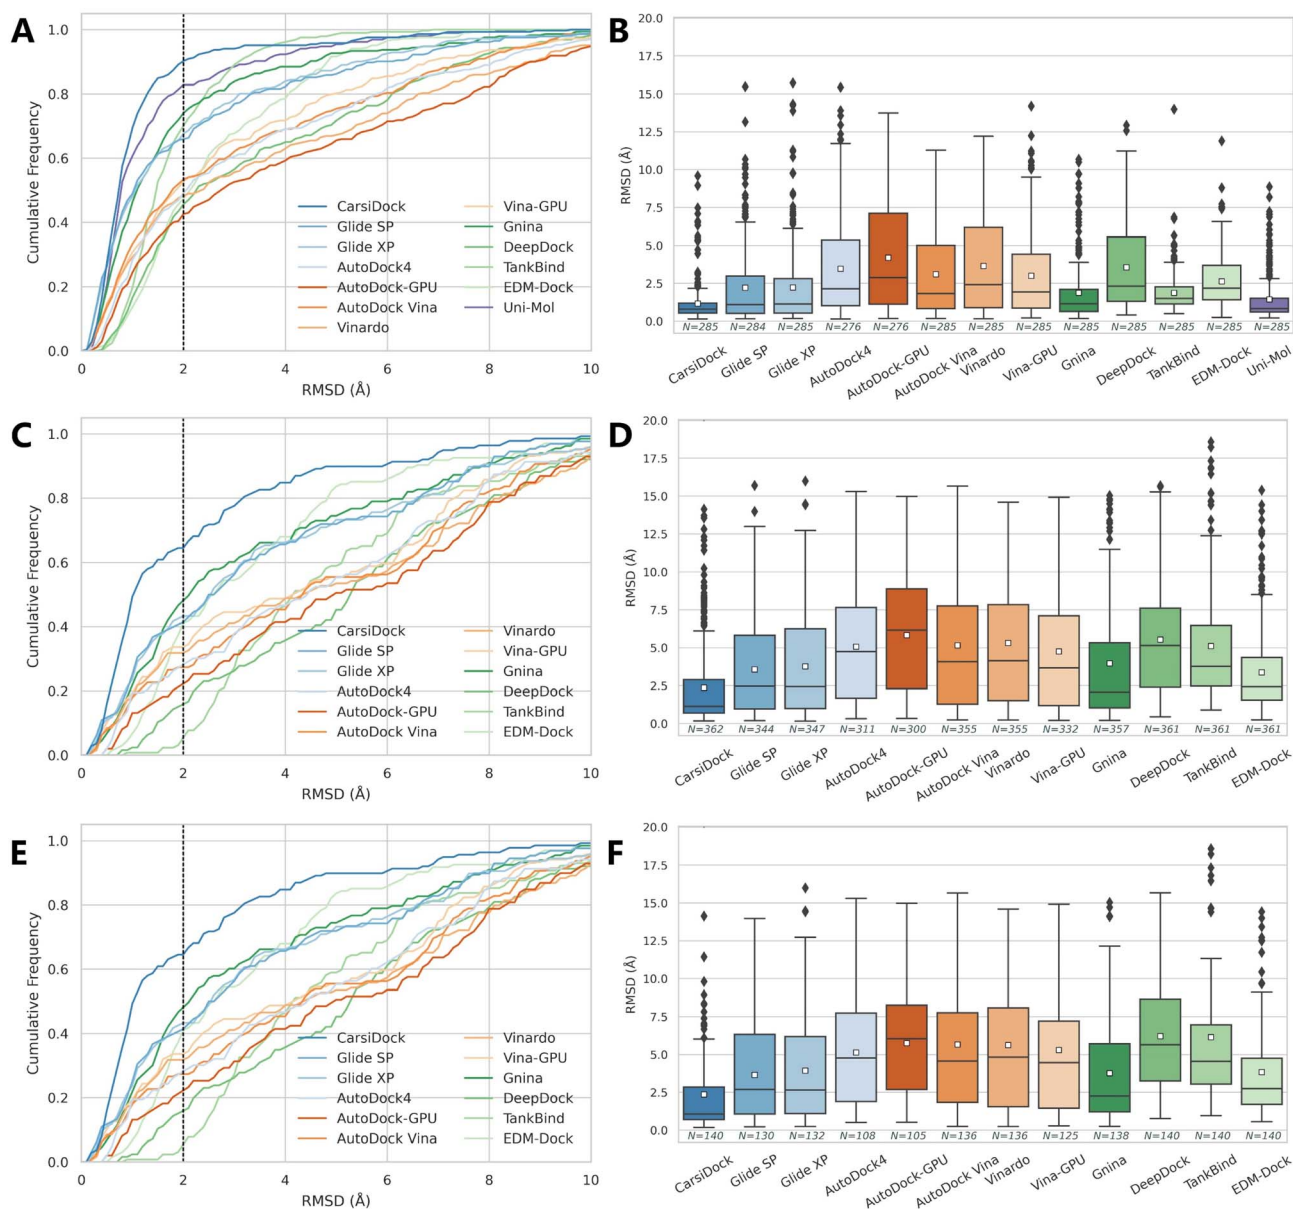 A
1.0
0.8
0.6
0.4
0.2
0.0
Cumulative Frequency
CarsiDock
Glide SP
Glide XP
AutoDock4
AutoDock-GPU
AutoDock Vina
Vinardo
Vina-GPU
Gnina
DeepDock
TankBind
EDM-Dock
Uni-Mol
0 2 4 6 8 10
RMSD (Å)
B
20.0
17.5
15.0
12.5
10.0
7.5
5.0
2.5
0.0
RMSD (Å)
N=285 N=284 N=285 N=276 N=276 N=285 N=285 N=285 N=285 N=285 N=285 N=285 N=285
CarsiDock Glide SP Glide XP AutoDock4 AutoDock-GPU AutoDock Vina Vinardo Vina-GPU Gnina DeepDock TankBind EDM-Dock Uni-Mol
C
1.0
0.8
0.6
0.4
0.2
0.0
Cumulative Frequency
CarsiDock
Glide SP
Glide XP
AutoDock4
AutoDock-GPU
AutoDock Vina
Vinardo
Vina-GPU
Gnina
DeepDock
TankBind
EDM-Dock
0 2 4 6 8 10
RMSD (Å)
D
20.0
17.5
15.0
12.5
10.0
7.5
5.0
2.5
0.0
RMSD (Å)
N=362 N=344 N=347 N=311 N=300 N=355 N=355 N=332 N=357 N=361 N=361 N=361
CarsiDock Glide SP Glide XP AutoDock4 AutoDock-GPU AutoDock Vina Vinardo Vina-GPU Gnina DeepDock TankBind EDM-Dock
E
1.0
0.8
0.6
0.4
0.2
0.0
Cumulative Frequency
CarsiDock
Glide SP
Glide XP
AutoDock4
AutoDock-GPU
AutoDock Vina
Vinardo
Vina-GPU
Gnina
DeepDock
TankBind
EDM-Dock
0 2 4 6 8 10
RMSD (Å)
F
20.0
17.5
15.0
12.5
10.0
7.5
5.0
2.5
0.0
RMSD (Å)
N=140 N=130 N=132 N=108 N=105 N=136 N=136 N=125 N=138 N=140 N=140 N=140
CarsiDock Glide SP Glide XP AutoDock4 AutoDock-GPU AutoDock Vina Vinardo Vina-GPU Gnina DeepDock TankBind EDM-Dock